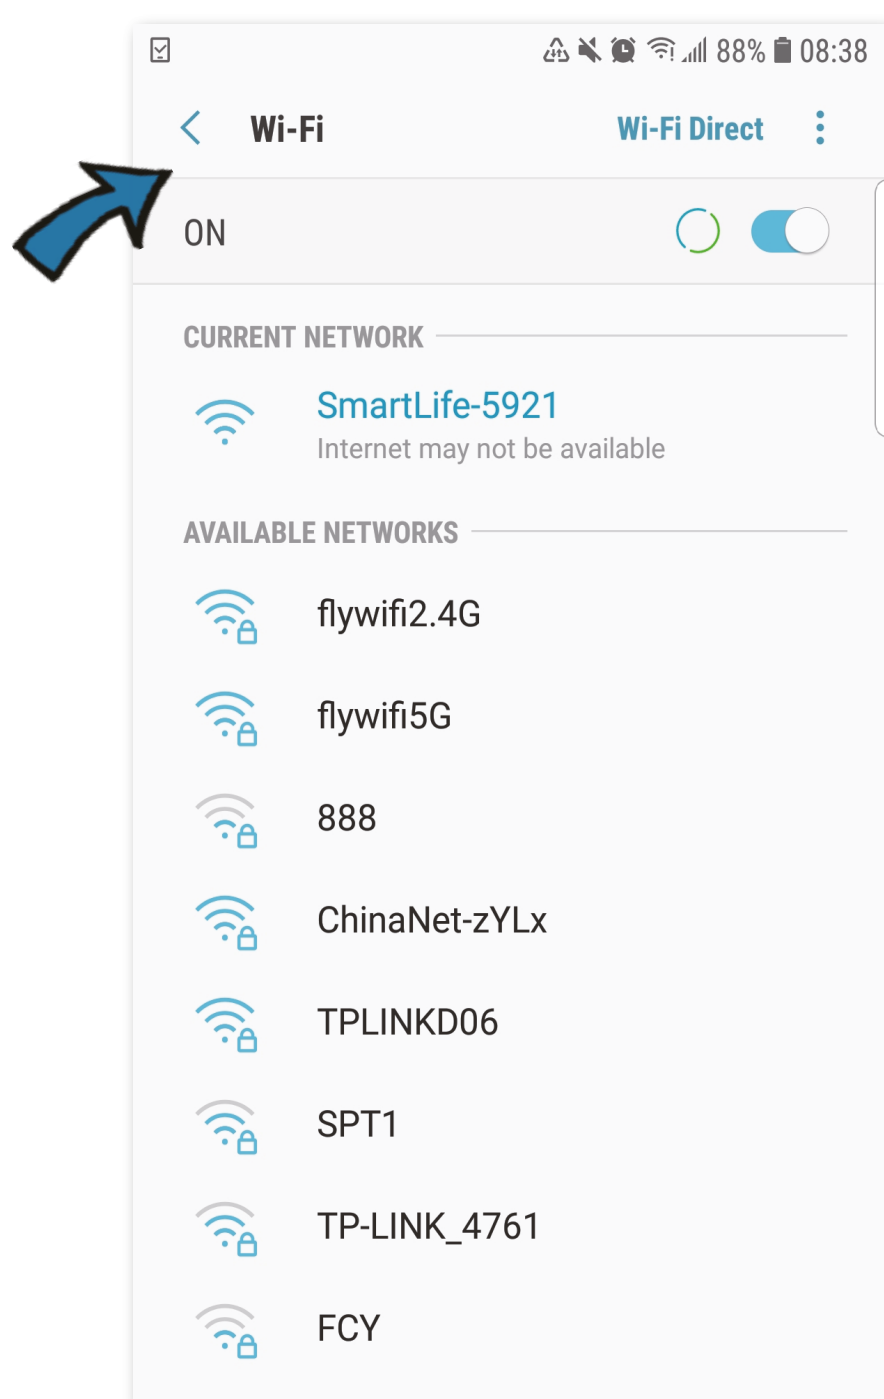 88% 08:38
Wi-Fi Wi-Fi Direct
ON
CURRENT NETWORK
SmartLife-5921
Internet may not be available
AVAILABLE NETWORKS
flywifi2.4G
flywifi5G
888
ChinaNet-zYLx
TPLINKD06
SPT1
TP-LINK_4761
FCY